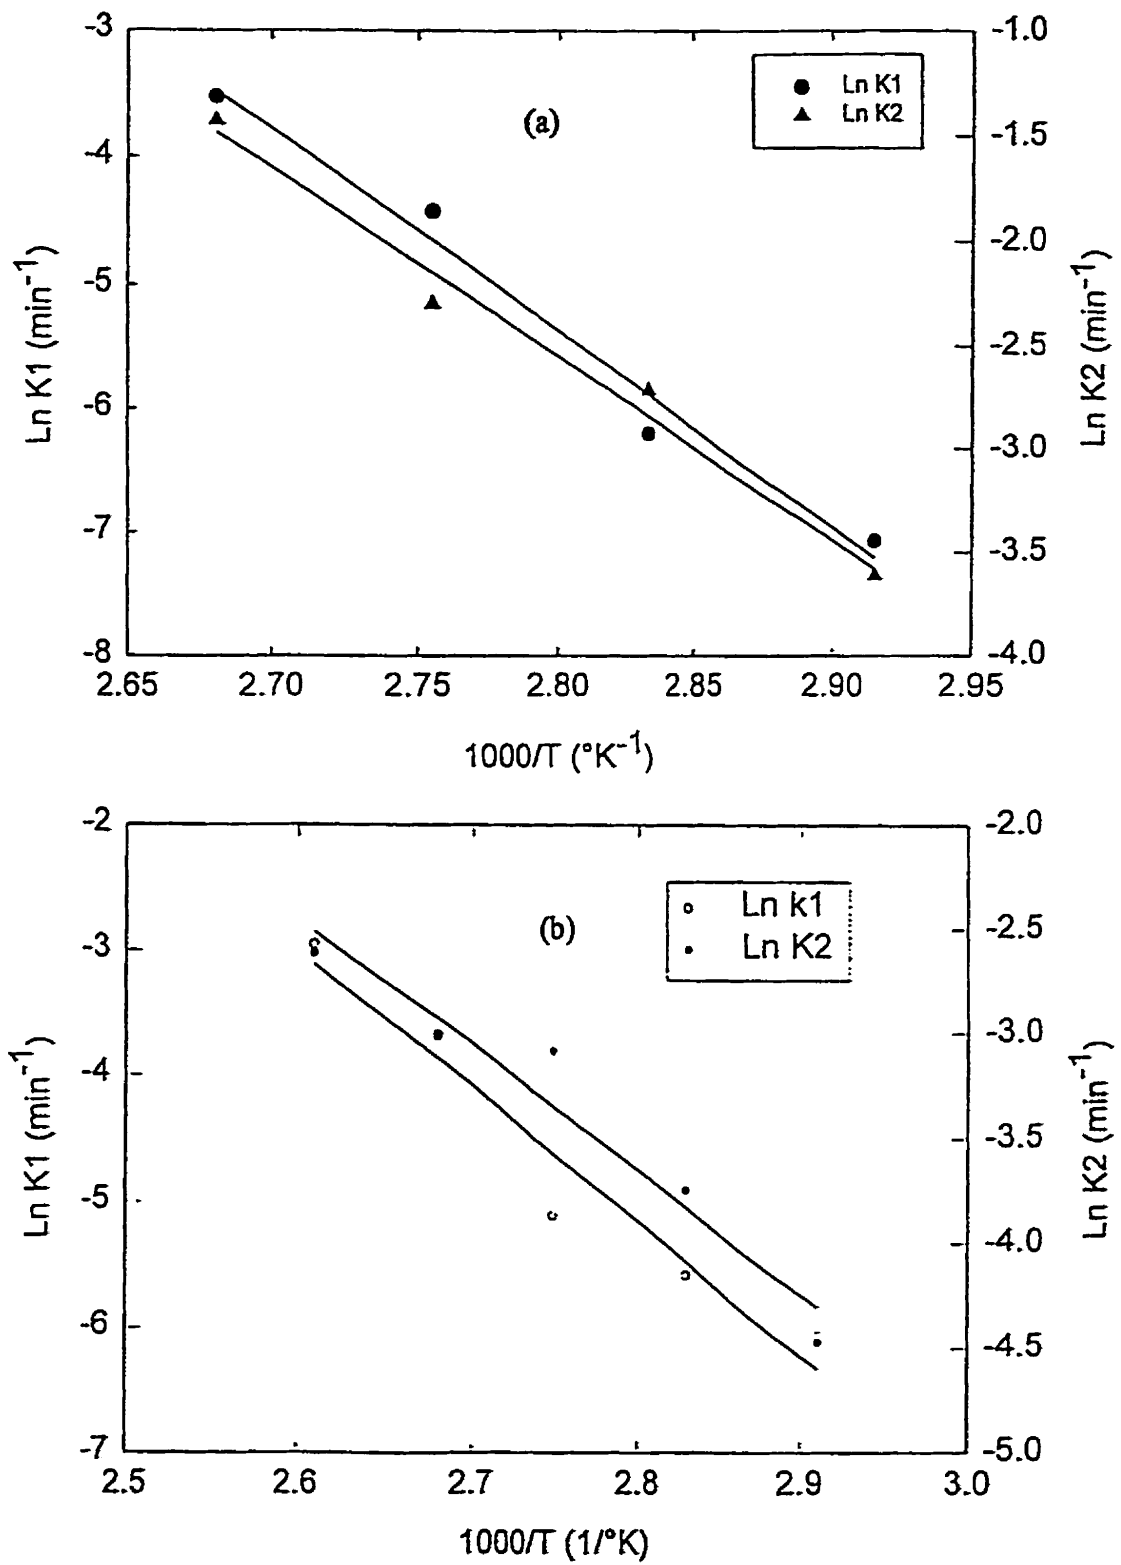 -3
-4
-5
-6
-7
-8
Ln K1 (min⁻¹)
(a)
Ln K1
Ln K2
-1.0
-1.5
-2.0
-2.5
-3.0
-3.5
-4.0
Ln K2 (min⁻¹)
2.65 2.70 2.75 2.80 2.85 2.90 2.95
1000/T (°K⁻¹)
-2
-3
-4
-5
-6
-7
Ln K1 (min⁻¹)
(b)
Ln k1
Ln K2
-2.0
-2.5
-3.0
-3.5
-4.0
-4.5
-5.0
Ln K2 (min⁻¹)
2.5 2.6 2.7 2.8 2.9 3.0
1000/T (1/°K)